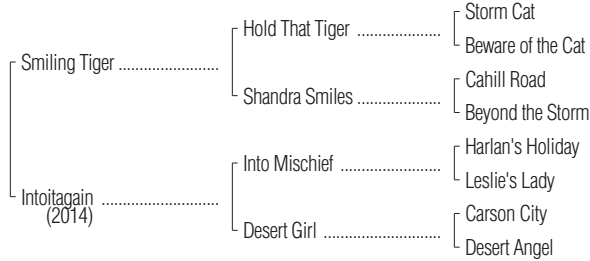 Storm Cat
Hold That Tiger ....................
Beware of the Cat
Smiling Tiger ........................
Cahill Road
Shandra Smiles ....................
Beyond the Storm
Harlan's Holiday
Into Mischief ........................
Leslie's Lady
Intoitagain ............................
(2014)
Carson City
Desert Girl ............................
Desert Angel